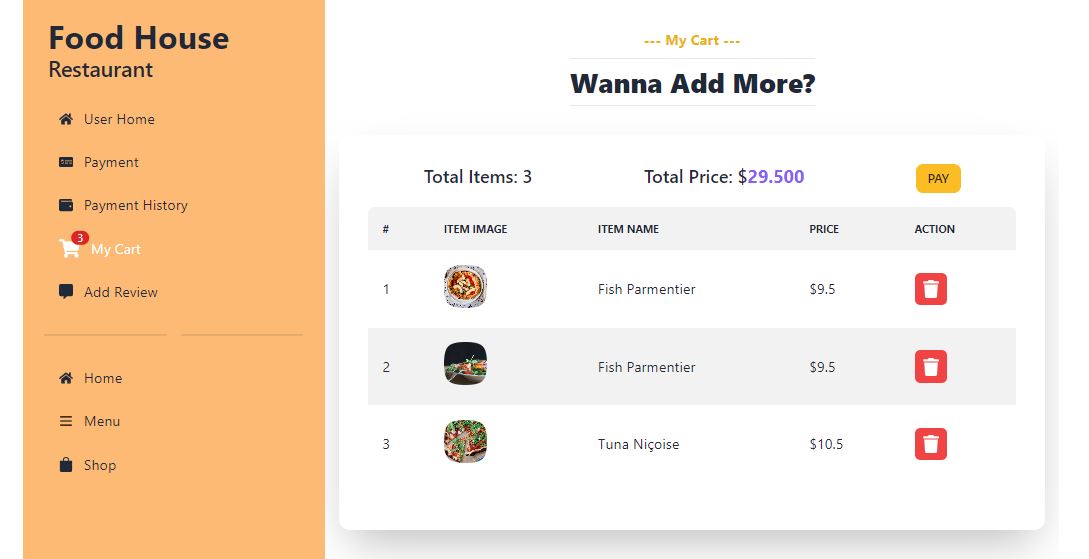 Food House
Restaurant
User Home
Payment
Payment History
3
My Cart
Add Review
Home
Menu
Shop
--- My Cart ---
Wanna Add More?
Total Items: 3 Total Price: $29.500 PAY
# ITEM IMAGE ITEM NAME PRICE ACTION
1 Fish Parmentier $9.5
2 Fish Parmentier $9.5
3 Tuna Niçoise $10.5